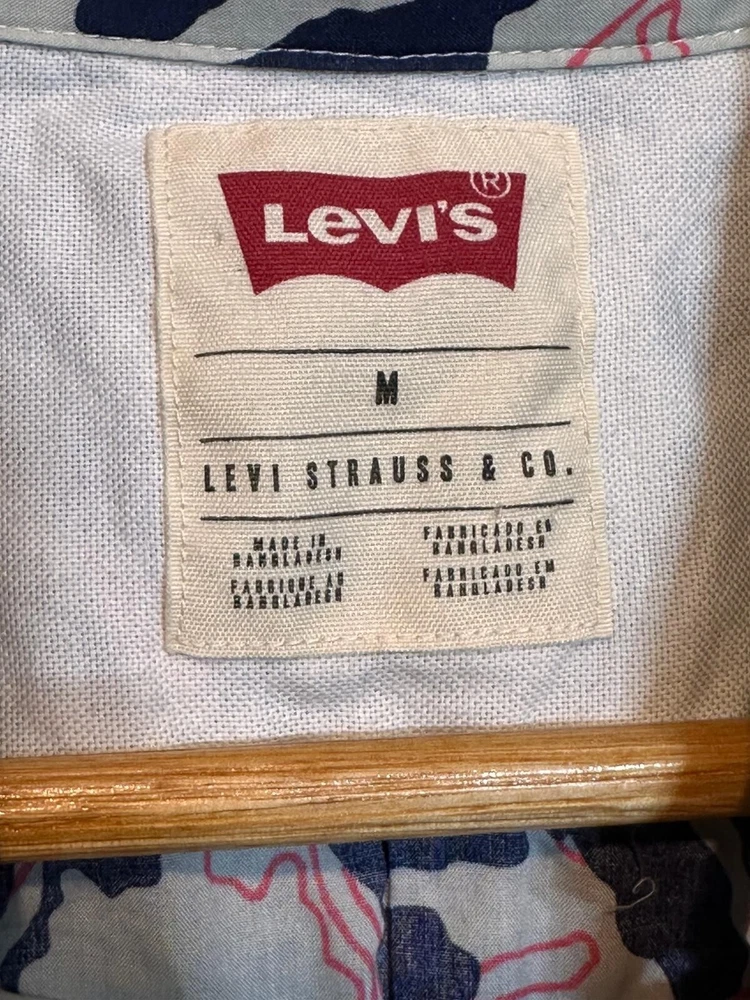 Levi's ®
M
LEVI STRAUSS & CO.
MADE IN
BANGLADESH
FABRIQUE AU
BANGLADESH
FABRICADO EN
BANGLADESH
FABRICADO EM
BANGLADESH